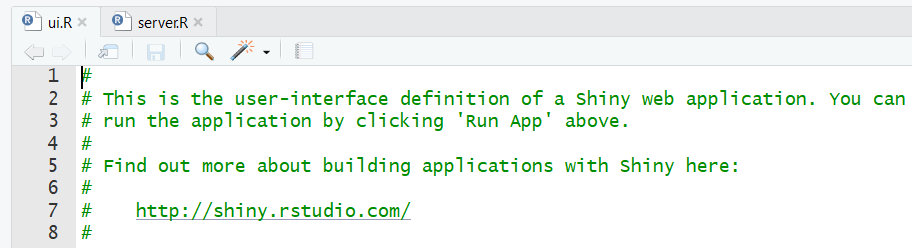 ui.R × server.R ×
1 #
2 # This is the user-interface definition of a Shiny web application. You can
3 # run the application by clicking 'Run App' above.
4 #
5 # Find out more about building applications with Shiny here:
6 #
7 #    http://shiny.rstudio.com/
8 #